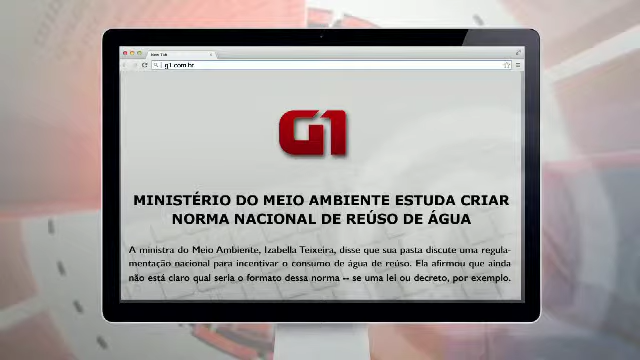 New Tab
g1.com.br
G1
MINISTÉRIO DO MEIO AMBIENTE ESTUDA CRIAR
NORMA NACIONAL DE REÚSO DE ÁGUA
A ministra do Meio Ambiente, Izabella Teixeira, disse que sua pasta discute uma regula-
mentação nacional para incentivar o consumo de água de reúso. Ela afirmou que ainda
não está claro qual seria o formato dessa norma -- se uma lei ou decreto, por exemplo.